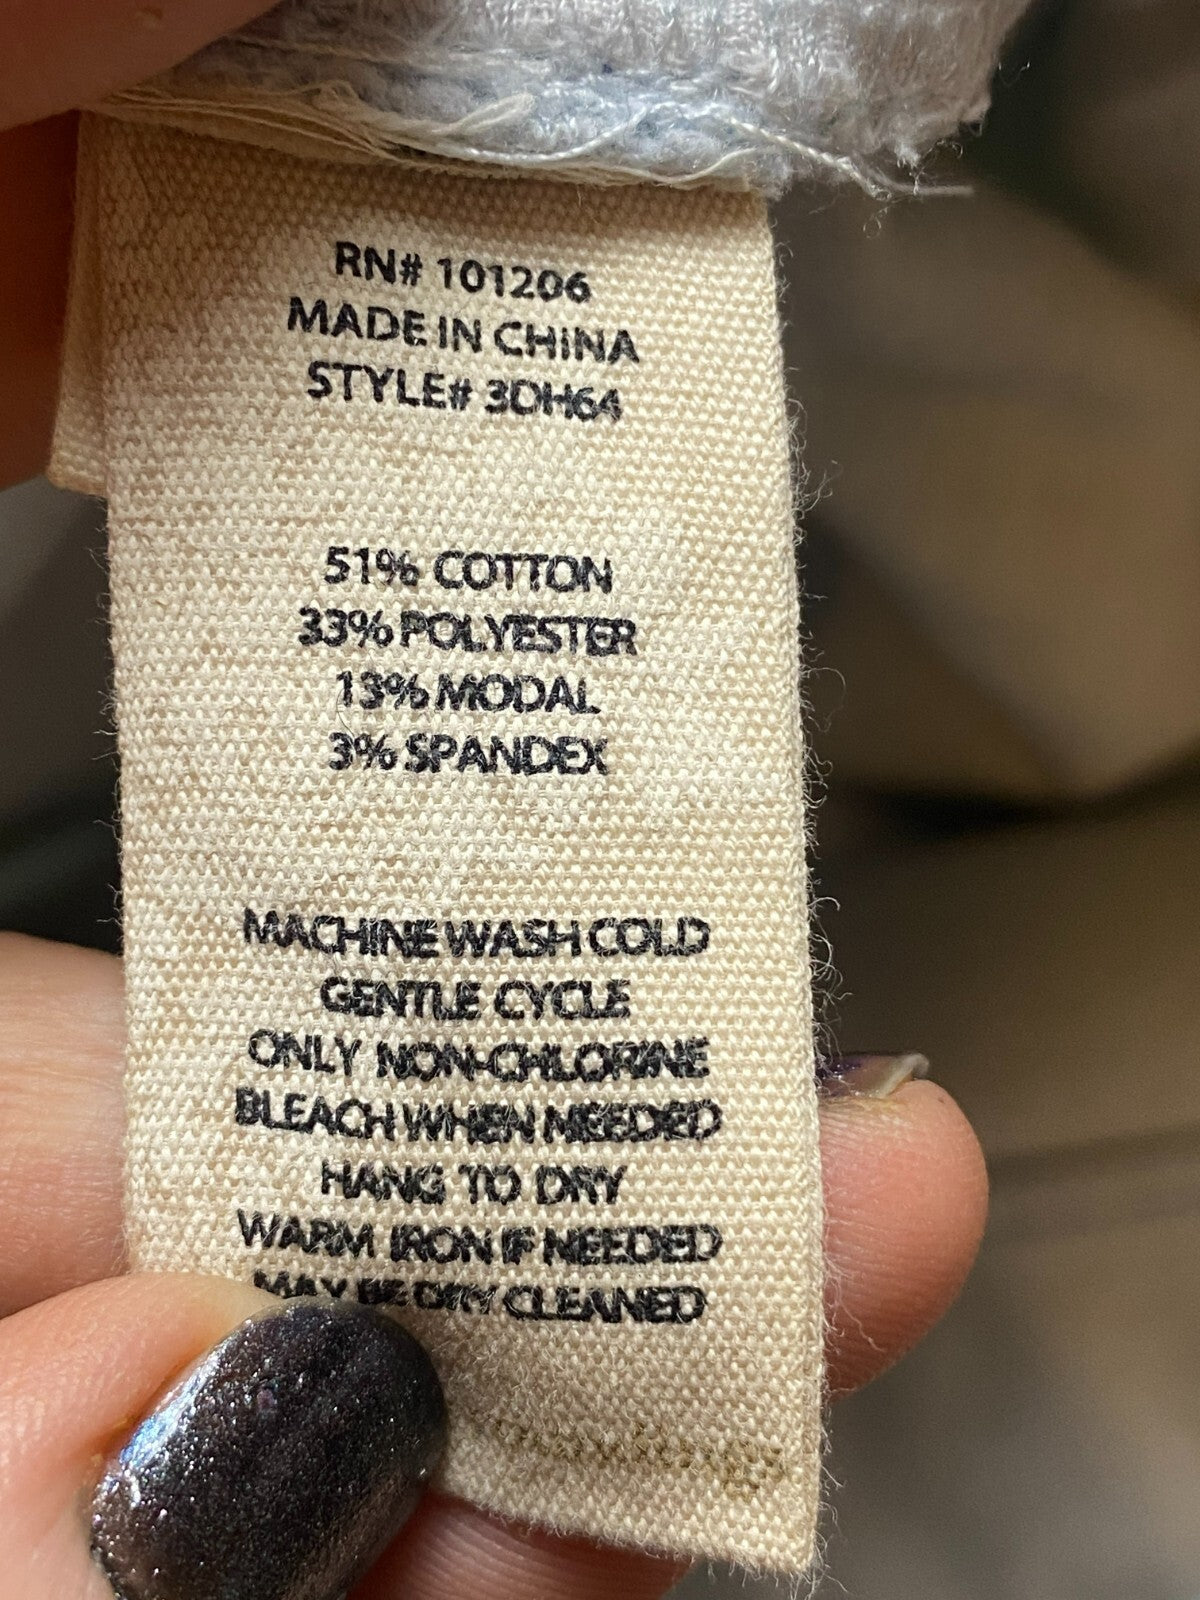 RN# 101206
MADE IN CHINA
STYLE# 3DH64
51% COTTON
33% POLYESTER
13% MODAL
3% SPANDEX
MACHINE WASH COLD
GENTLE CYCLE
ONLY NON-CHLORINE
BLEACH WHEN NEEDED
HANG TO DRY
WARM IRON IF NEEDED
MAY BE DRY CLEANED